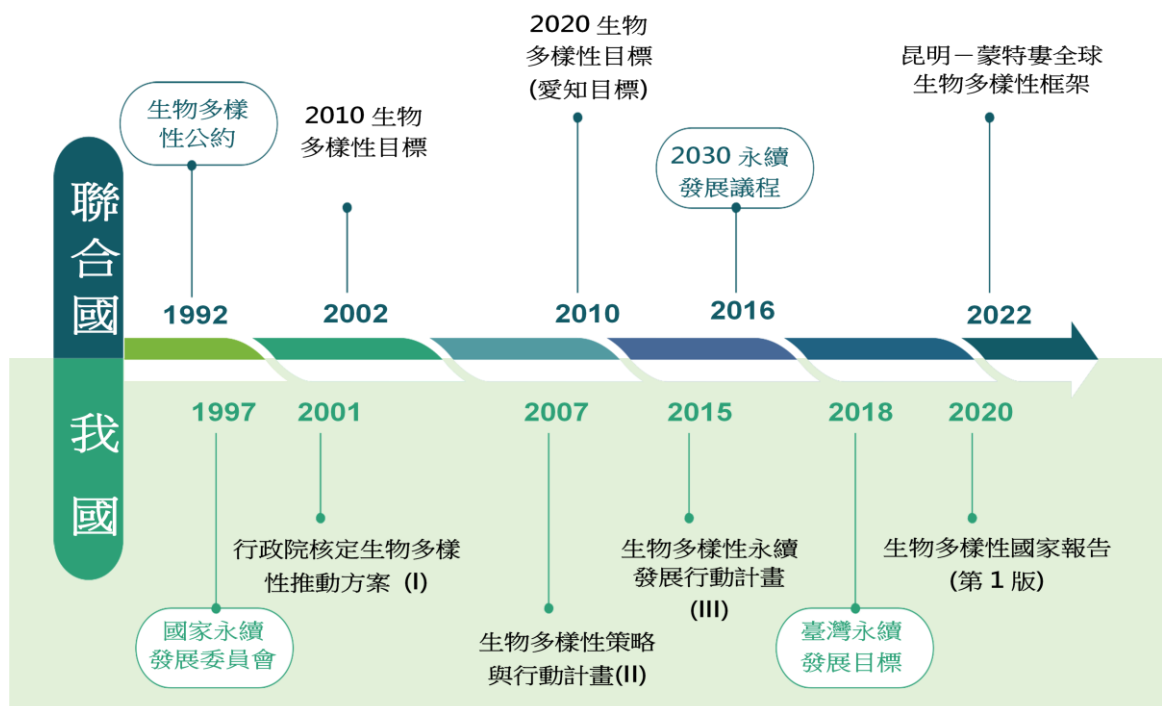 聯合國
我國
生物多樣
性公約
2010 生物
多樣性目標
2020 生物
多樣性目標
(愛知目標)
2030 永續
發展議程
昆明－蒙特婁全球
生物多樣性框架
1992
2002
2010
2016
2022
1997
2001
2007
2015
2018
2020
國家永續
發展委員會
行政院核定生物多樣
性推動方案 (I)
生物多樣性策略
與行動計畫(II)
生物多樣性永續
發展行動計畫
(III)
臺灣永續
發展目標
生物多樣性國家報告
(第 1 版)